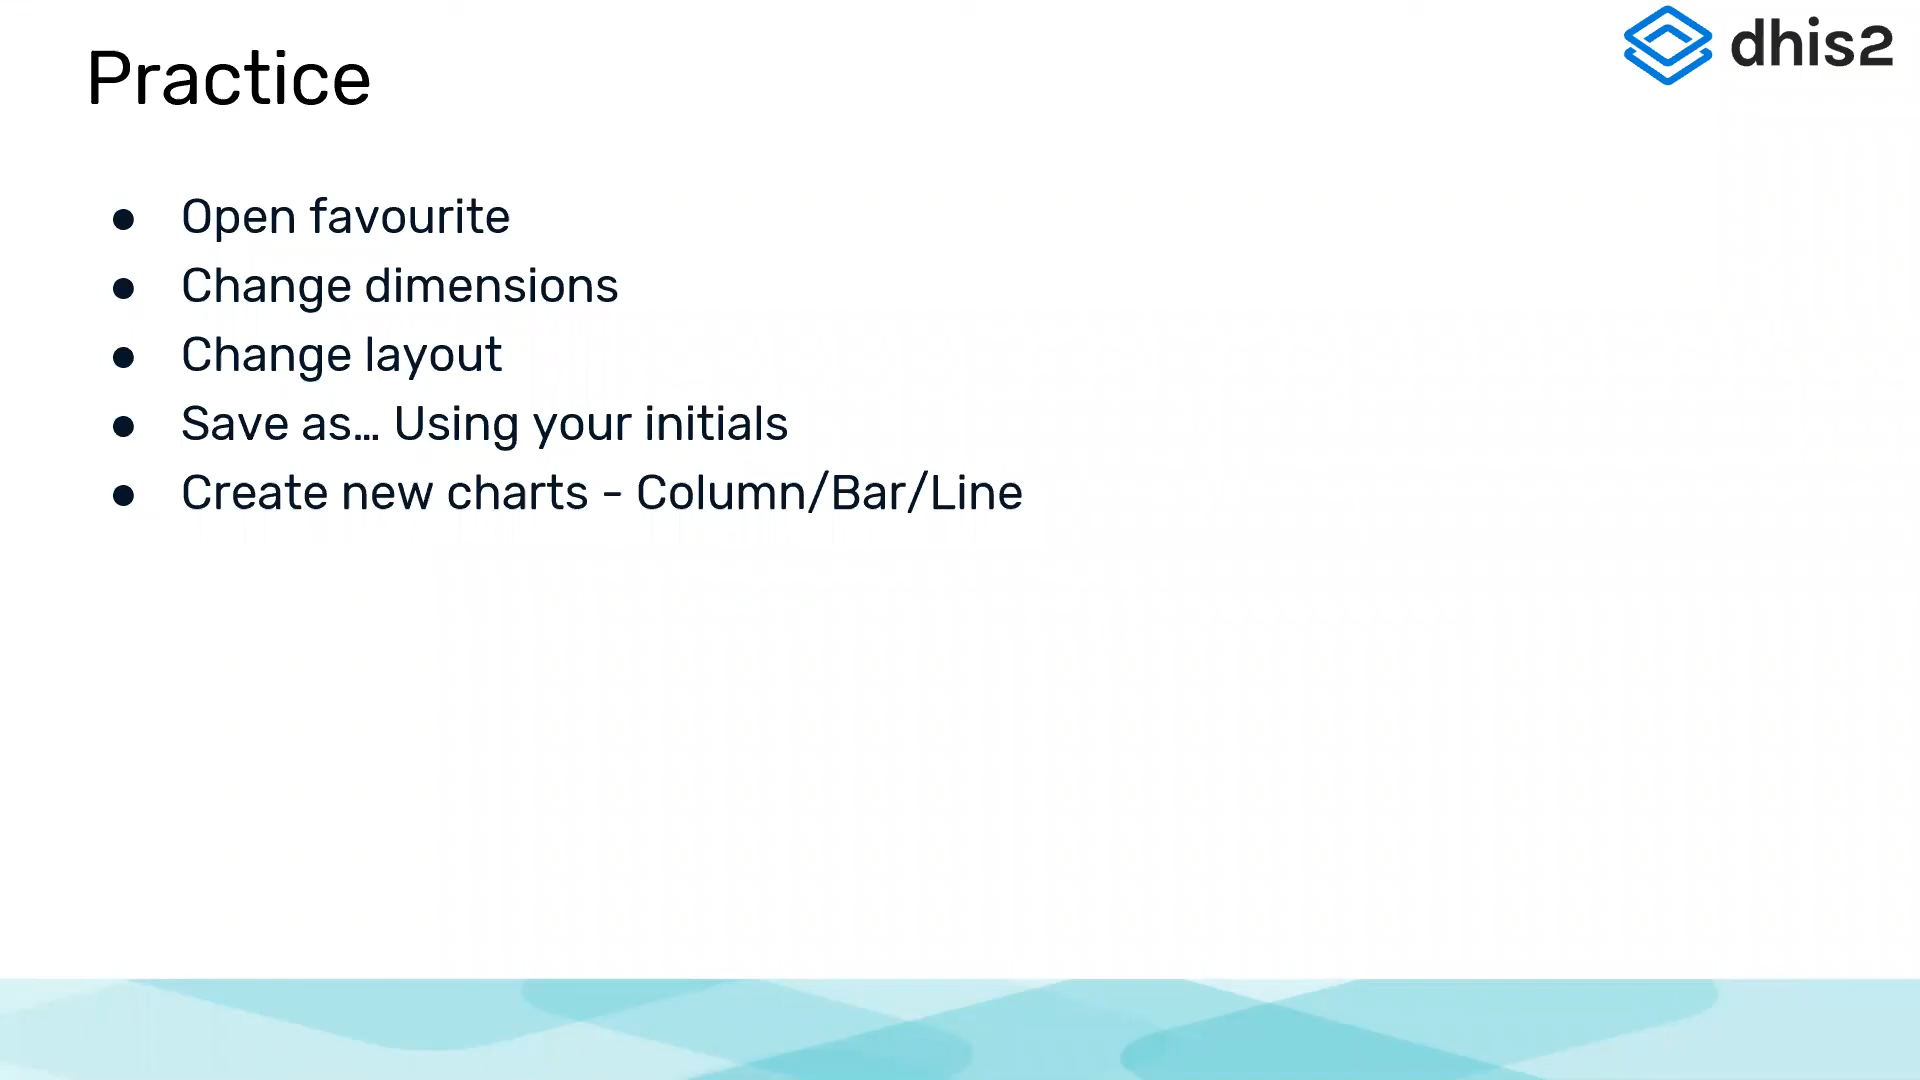 Practice
dhis2
● Open favourite
● Change dimensions
● Change layout
● Save as… Using your initials
● Create new charts - Column/Bar/Line